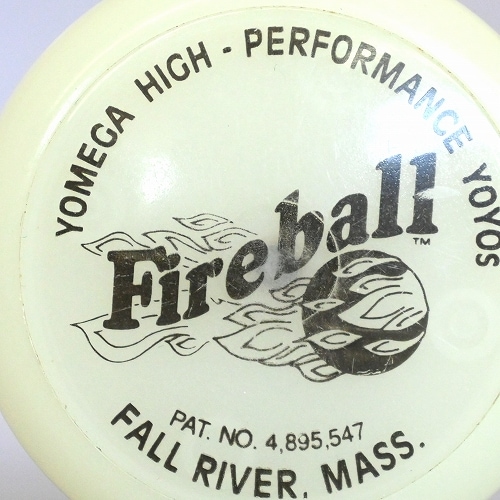 YOMEGA HIGH - PERFORMANCE YOYOS
Fireball™
PAT. NO. 4,895,547
FALL RIVER, MASS.